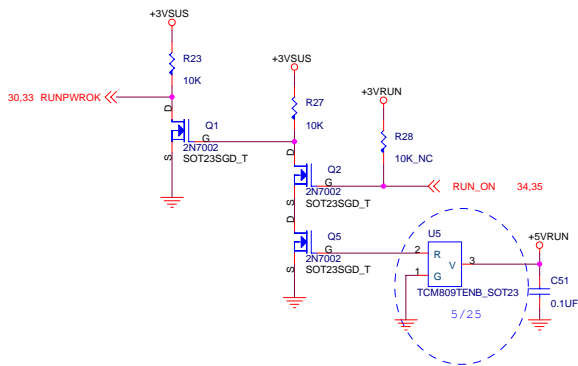 +3VSUS
R23
10K
30,33 RUNPWROK
D
Q1
G
S
2N7002
SOT23SGD_T
+3VSUS
R27
10K
+3VRUN
R28
10K_NC
D
Q2
G
S
2N7002
SOT23SGD_T
RUN_ON 34,35
D
Q5
G
S
2N7002
SOT23SGD_T
U5
2 R
V 3
1 G
TCM809TENB_SOT23
5/25
+5VRUN
C51
0.1UF